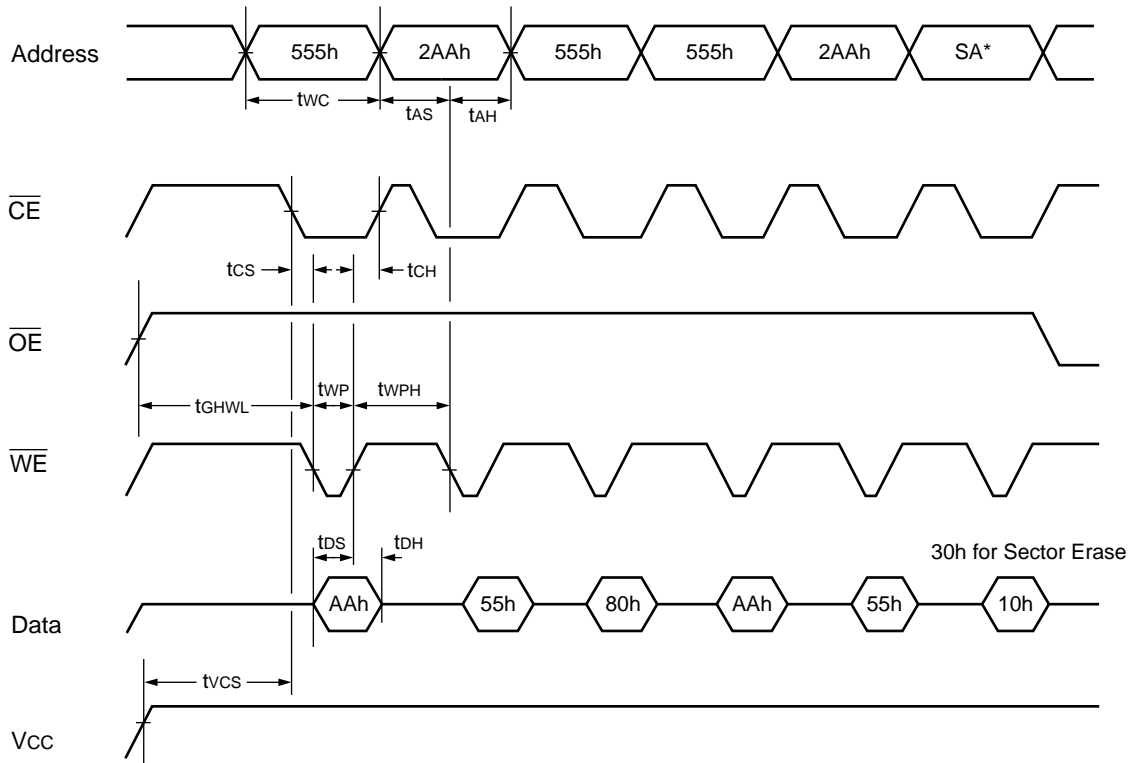 Address 555h 2AAh 555h 555h 2AAh SA*
tWC tAS tAH
CE
tCS tCH
OE
tGHWL tWP tWPH
WE
tDS tDH
30h for Sector Erase
Data AAh 55h 80h AAh 55h 10h
tVCS
VCC